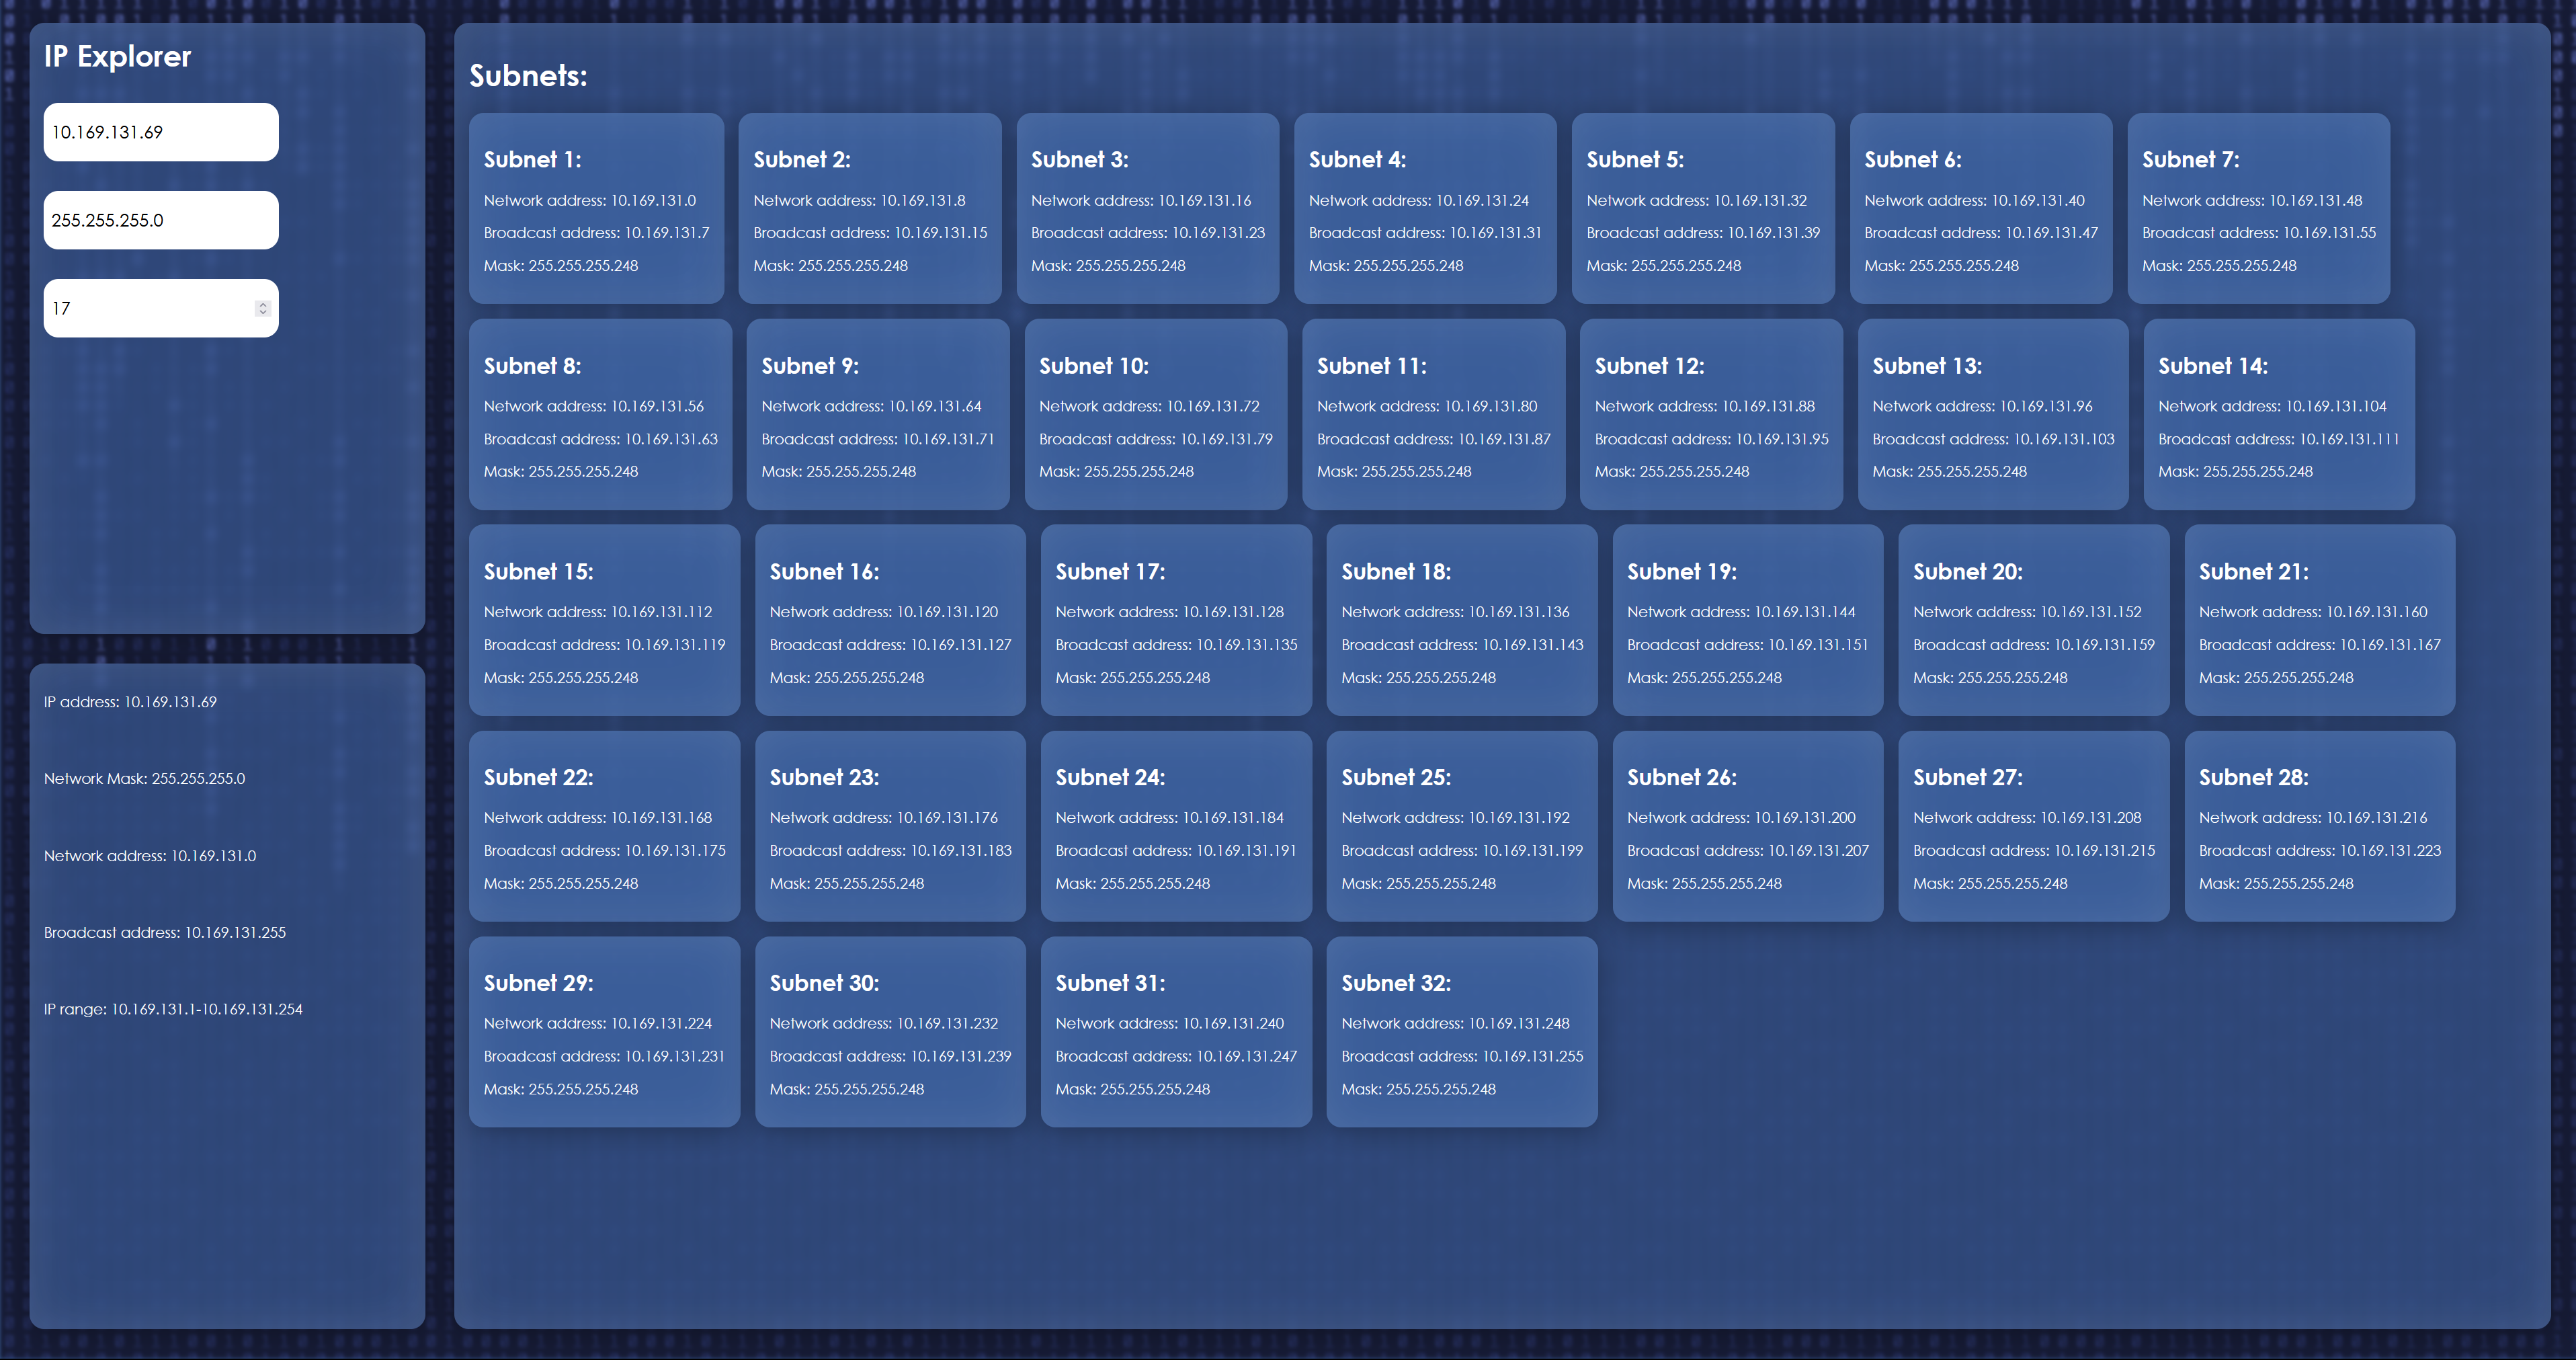 IP Explorer
10.169.131.69
255.255.255.0
17
IP address: 10.169.131.69
Network Mask: 255.255.255.0
Network address: 10.169.131.0
Broadcast address: 10.169.131.255
IP range: 10.169.131.1-10.169.131.254
Subnets:
Subnet 1:
Network address: 10.169.131.0
Broadcast address: 10.169.131.7
Mask: 255.255.255.248
Subnet 2:
Network address: 10.169.131.8
Broadcast address: 10.169.131.15
Mask: 255.255.255.248
Subnet 3:
Network address: 10.169.131.16
Broadcast address: 10.169.131.23
Mask: 255.255.255.248
Subnet 4:
Network address: 10.169.131.24
Broadcast address: 10.169.131.31
Mask: 255.255.255.248
Subnet 5:
Network address: 10.169.131.32
Broadcast address: 10.169.131.39
Mask: 255.255.255.248
Subnet 6:
Network address: 10.169.131.40
Broadcast address: 10.169.131.47
Mask: 255.255.255.248
Subnet 7:
Network address: 10.169.131.48
Broadcast address: 10.169.131.55
Mask: 255.255.255.248
Subnet 8:
Network address: 10.169.131.56
Broadcast address: 10.169.131.63
Mask: 255.255.255.248
Subnet 9:
Network address: 10.169.131.64
Broadcast address: 10.169.131.71
Mask: 255.255.255.248
Subnet 10:
Network address: 10.169.131.72
Broadcast address: 10.169.131.79
Mask: 255.255.255.248
Subnet 11:
Network address: 10.169.131.80
Broadcast address: 10.169.131.87
Mask: 255.255.255.248
Subnet 12:
Network address: 10.169.131.88
Broadcast address: 10.169.131.95
Mask: 255.255.255.248
Subnet 13:
Network address: 10.169.131.96
Broadcast address: 10.169.131.103
Mask: 255.255.255.248
Subnet 14:
Network address: 10.169.131.104
Broadcast address: 10.169.131.111
Mask: 255.255.255.248
Subnet 15:
Network address: 10.169.131.112
Broadcast address: 10.169.131.119
Mask: 255.255.255.248
Subnet 16:
Network address: 10.169.131.120
Broadcast address: 10.169.131.127
Mask: 255.255.255.248
Subnet 17:
Network address: 10.169.131.128
Broadcast address: 10.169.131.135
Mask: 255.255.255.248
Subnet 18:
Network address: 10.169.131.136
Broadcast address: 10.169.131.143
Mask: 255.255.255.248
Subnet 19:
Network address: 10.169.131.144
Broadcast address: 10.169.131.151
Mask: 255.255.255.248
Subnet 20:
Network address: 10.169.131.152
Broadcast address: 10.169.131.159
Mask: 255.255.255.248
Subnet 21:
Network address: 10.169.131.160
Broadcast address: 10.169.131.167
Mask: 255.255.255.248
Subnet 22:
Network address: 10.169.131.168
Broadcast address: 10.169.131.175
Mask: 255.255.255.248
Subnet 23:
Network address: 10.169.131.176
Broadcast address: 10.169.131.183
Mask: 255.255.255.248
Subnet 24:
Network address: 10.169.131.184
Broadcast address: 10.169.131.191
Mask: 255.255.255.248
Subnet 25:
Network address: 10.169.131.192
Broadcast address: 10.169.131.199
Mask: 255.255.255.248
Subnet 26:
Network address: 10.169.131.200
Broadcast address: 10.169.131.207
Mask: 255.255.255.248
Subnet 27:
Network address: 10.169.131.208
Broadcast address: 10.169.131.215
Mask: 255.255.255.248
Subnet 28:
Network address: 10.169.131.216
Broadcast address: 10.169.131.223
Mask: 255.255.255.248
Subnet 29:
Network address: 10.169.131.224
Broadcast address: 10.169.131.231
Mask: 255.255.255.248
Subnet 30:
Network address: 10.169.131.232
Broadcast address: 10.169.131.239
Mask: 255.255.255.248
Subnet 31:
Network address: 10.169.131.240
Broadcast address: 10.169.131.247
Mask: 255.255.255.248
Subnet 32:
Network address: 10.169.131.248
Broadcast address: 10.169.131.255
Mask: 255.255.255.248